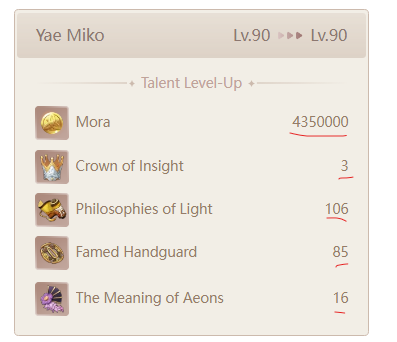 Yae Miko Lv.90 Lv.90
Talent Level-Up
Mora 4350000
Crown of Insight 3
Philosophies of Light 106
Famed Handguard 85
The Meaning of Aeons 16